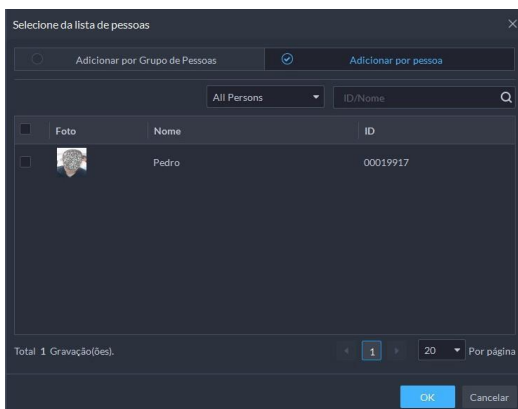 Selecione da lista de pessoas
Adicionar por Grupo de Pessoas Adicionar por pessoa
All Persons ID/Nome
Foto Nome ID
Pedro 00019917
Total 1 Gravação(ões). 1 20 Por página
OK Cancelar